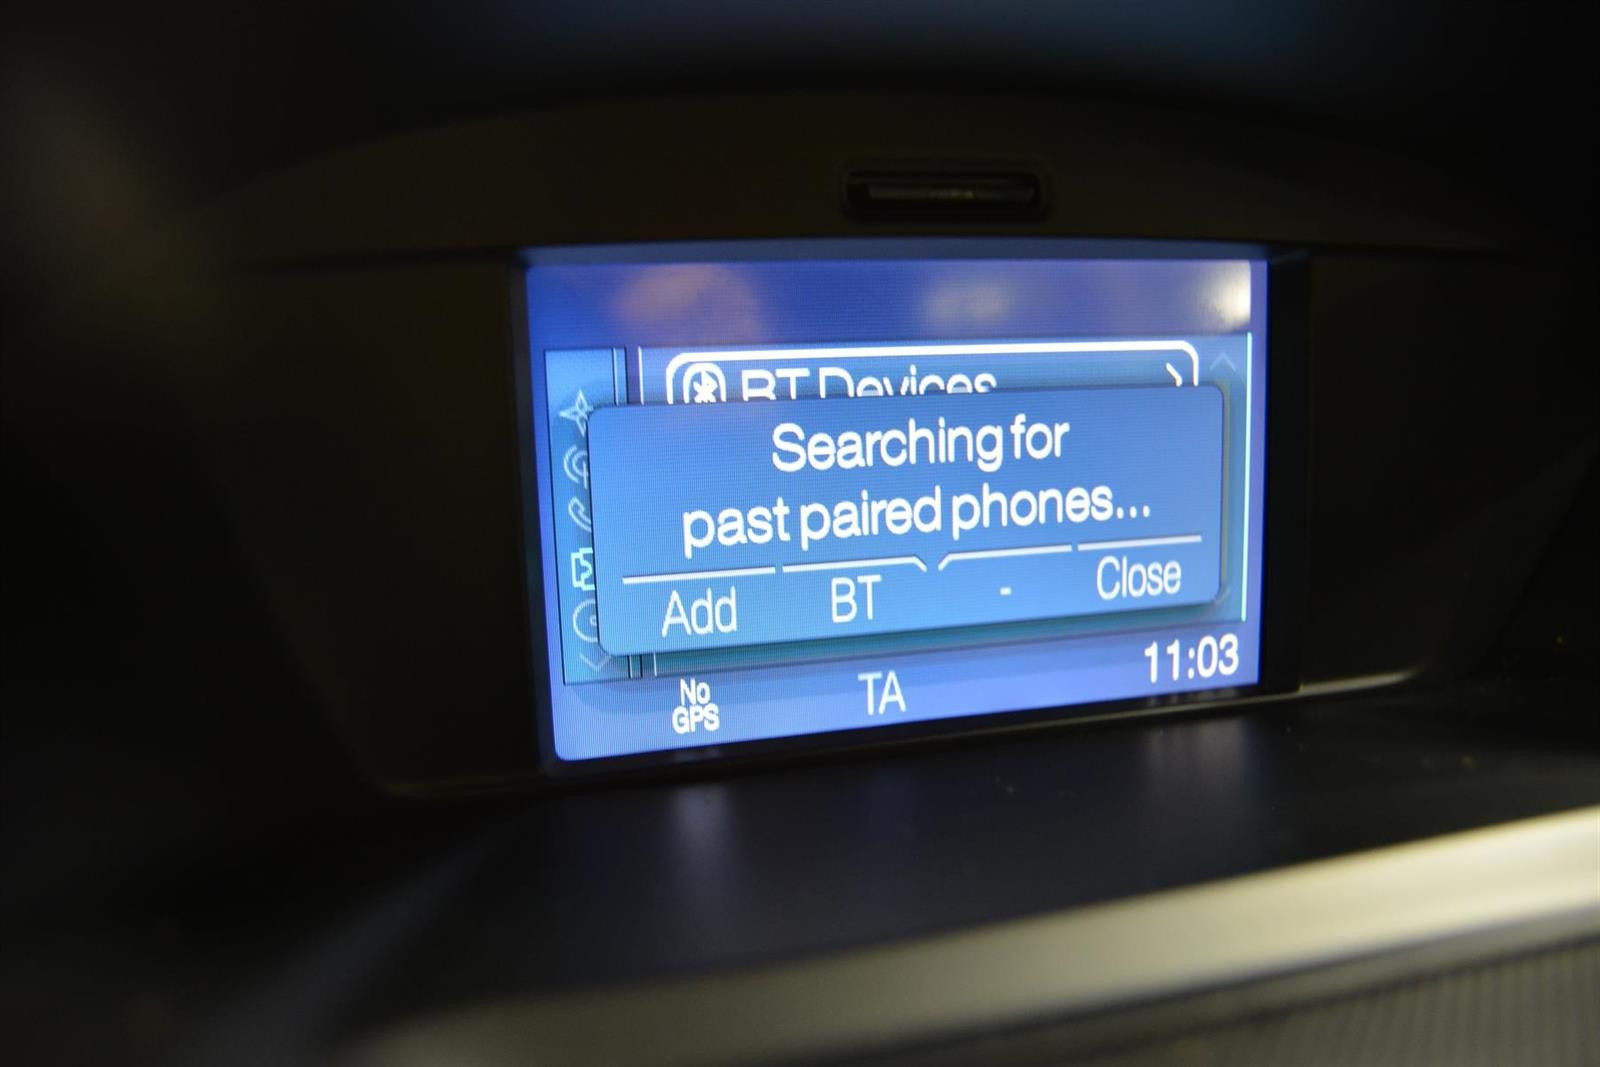 BT Devices
Searching for
past paired phones...
Add BT - Close
No
GPS
TA
11:03